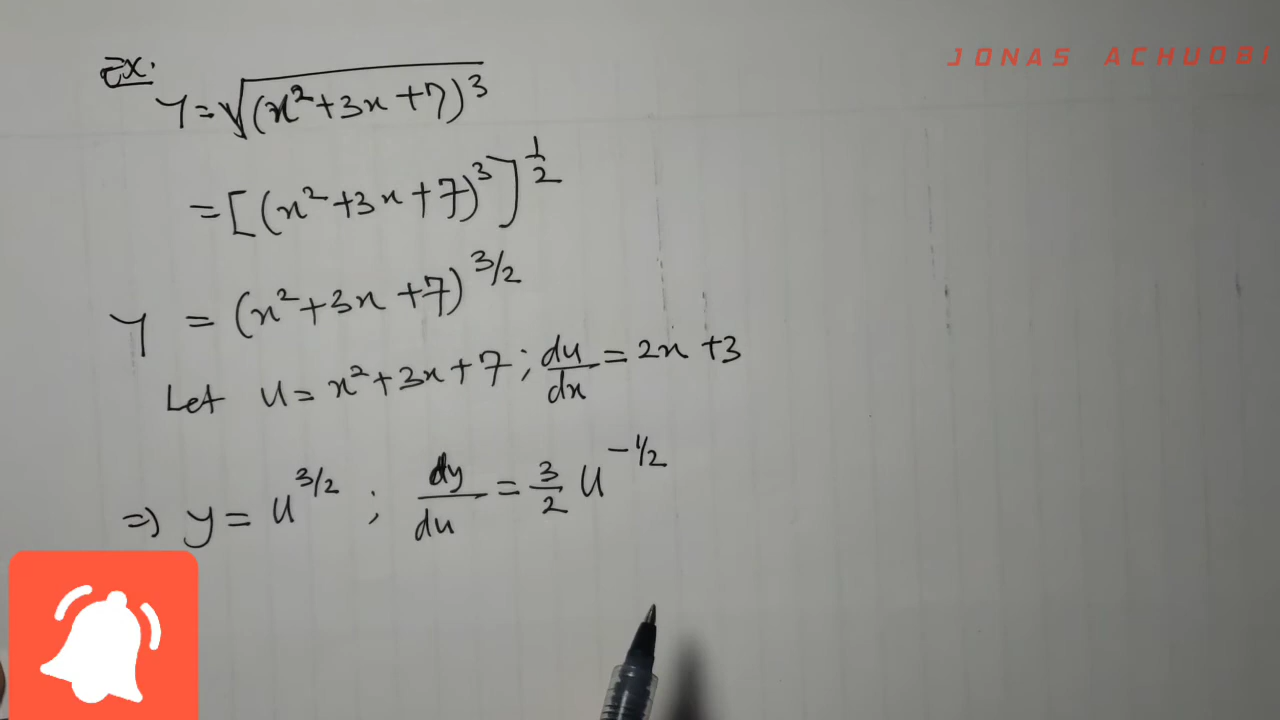 Ex.
JONAS ACHUOBI
Y = √(x²+3x+7)³
= [(x²+3x+7)³]^½
Y = (x²+3x+7)^3/2
Let u = x²+3x+7 ; du/dx = 2x+3
⇒ y = u^3/2 ; dy/du = 3/2 u^-1/2